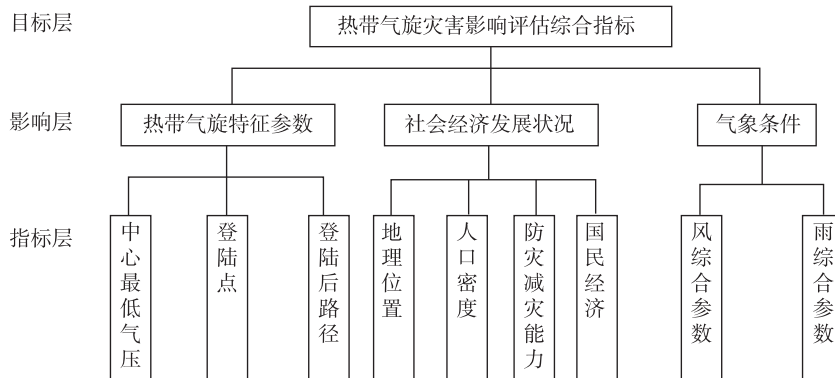 目标层
热带气旋灾害影响评估综合指标
影响层
热带气旋特征参数
社会经济发展状况
气象条件
指标层
中心最低气压
登陆点
登陆后路径
地理位置
人口密度
防灾减灾能力
国民经济
风综合参数
雨综合参数